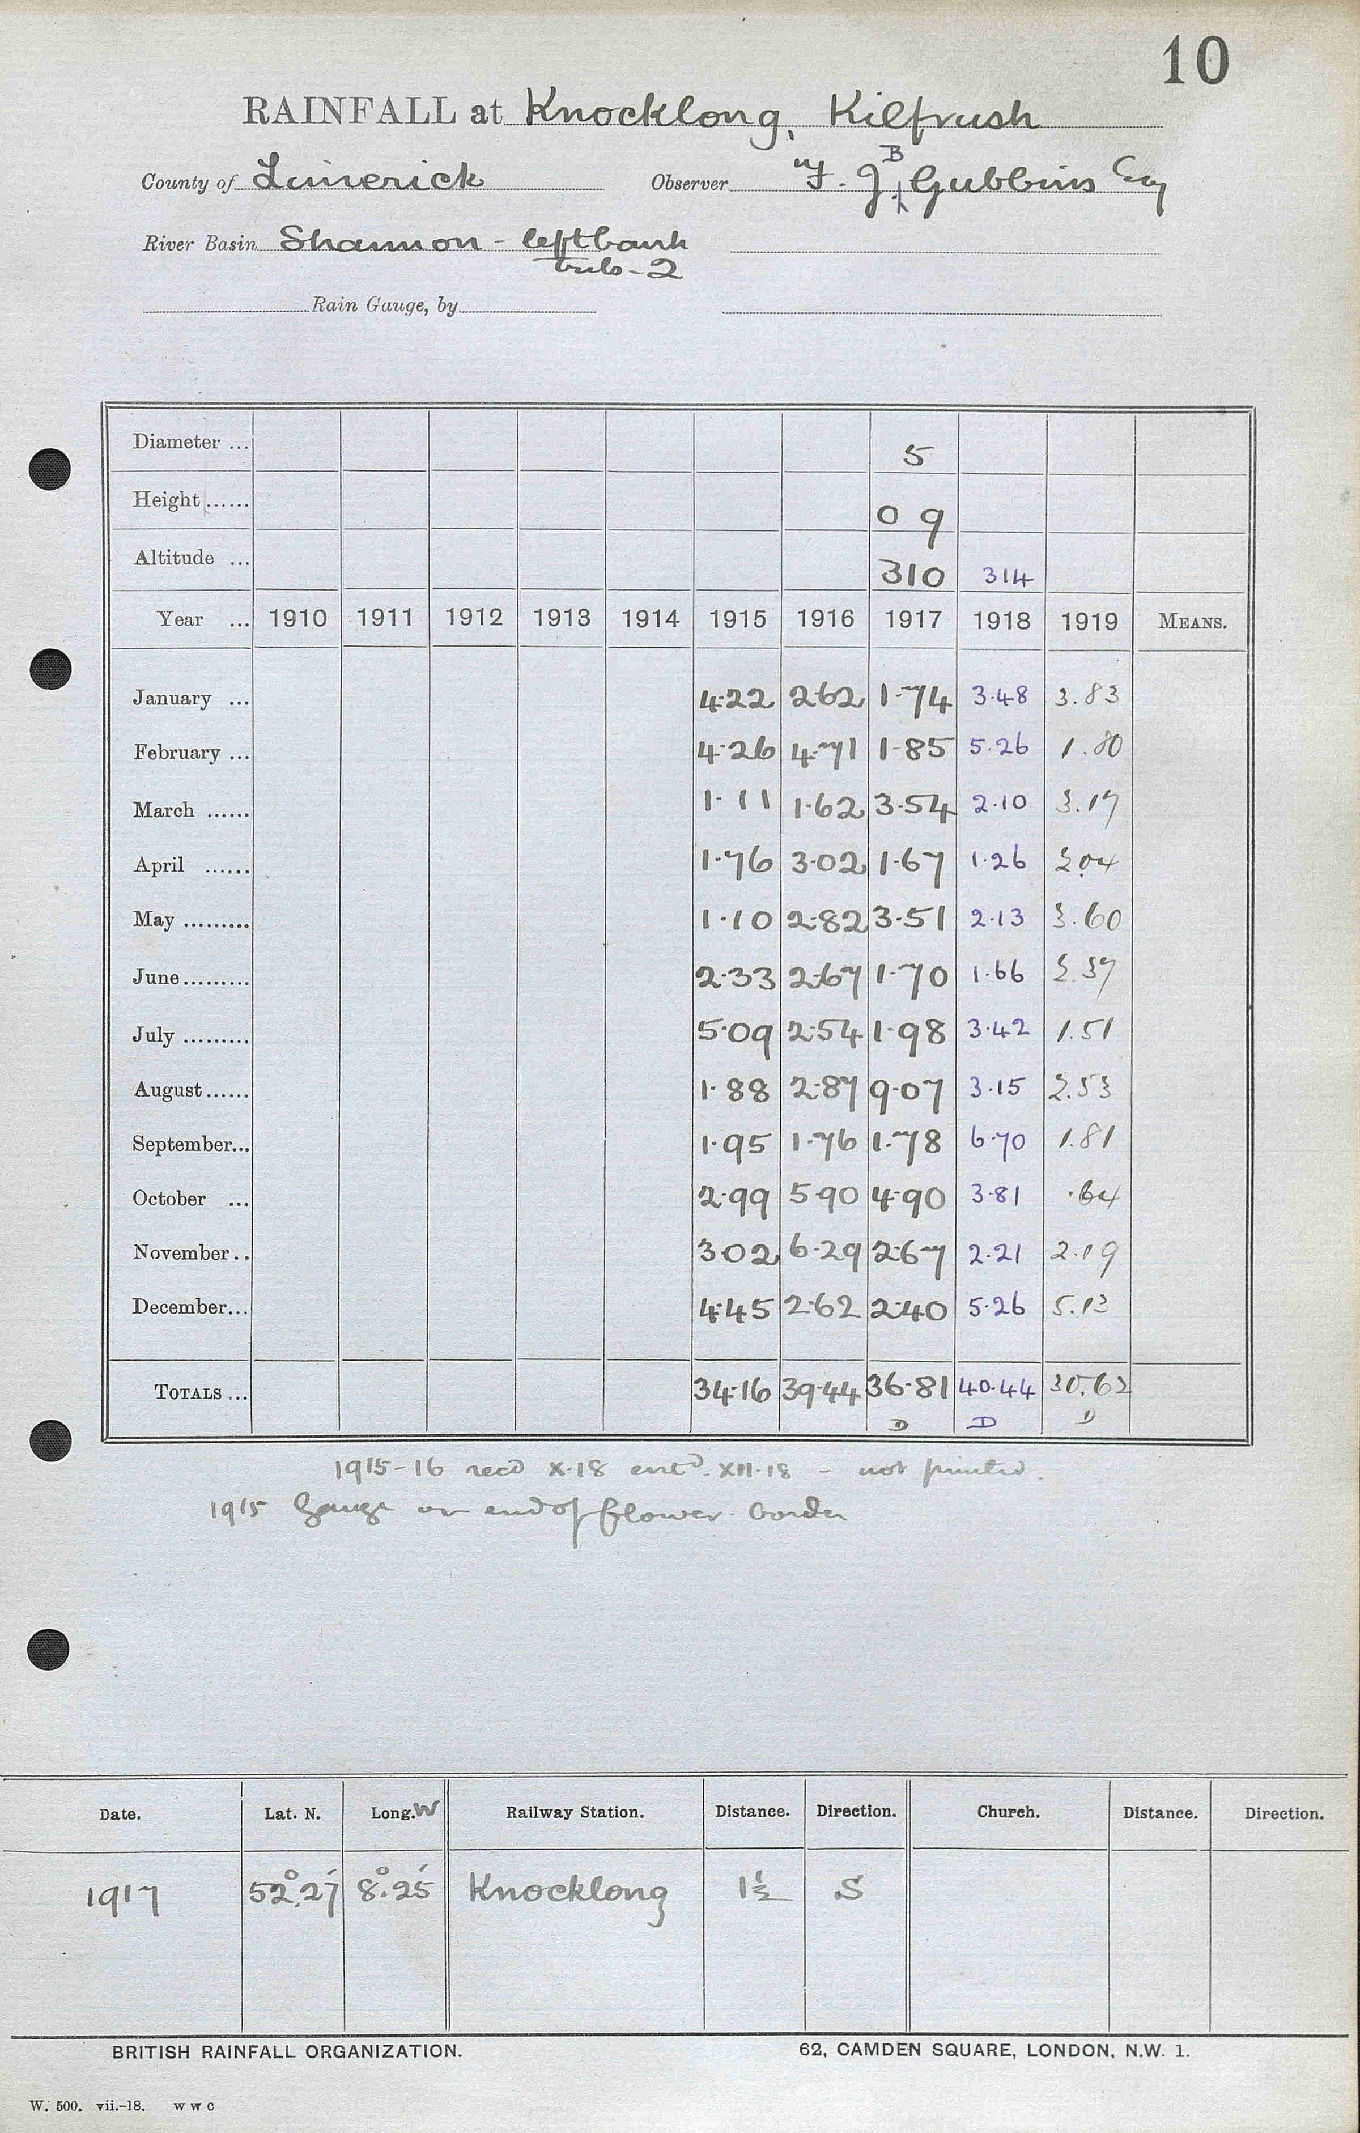 10
RAINFALL at Knocklong, Kilfrush
County of Limerick Observer F. J. B Gubbins Esq
River Basin Shannon - left bank
tribs - 2
Rain Gauge, by
Diameter ... 5
Height ...... 0 9
Altitude ... 310 314
Year ... 1910 1911 1912 1913 1914 1915 1916 1917 1918 1919 MEANS.
January ... 4.22 2.62 1.74 3.48 3.83
February ... 4.26 4.71 1.85 5.26 1.80
March ...... 1.11 1.62 3.54 2.10 3.17
April ...... 1.76 3.02 1.67 1.26 2.04
May ......... 1.10 2.82 3.51 2.13 3.60
June ......... 2.33 2.67 1.70 1.66 2.37
July ......... 5.09 2.54 1.98 3.42 1.51
August ...... 1.88 2.87 9.07 3.15 2.53
September... 1.95 1.76 1.78 6.70 1.81
October ... 2.99 5.90 4.90 3.81 .64
November .. 3.02 6.29 2.67 2.21 2.19
December... 4.45 2.62 2.40 5.26 5.13
TOTALS ... 34.16 39.44 36.81 40.44 30.62
D D D
1915-16 recd X.18 entd. XII.18 - not printed.
1915 Gauge on end of flower border
Date. Lat. N. Long. W Railway Station. Distance. Direction. Church. Distance. Direction.
1917 52°.27' 8°.25' Knocklong 1½ S
BRITISH RAINFALL ORGANIZATION. 62, CAMDEN SQUARE, LONDON, N.W. 1.
W. 500. vii.-18. w w c